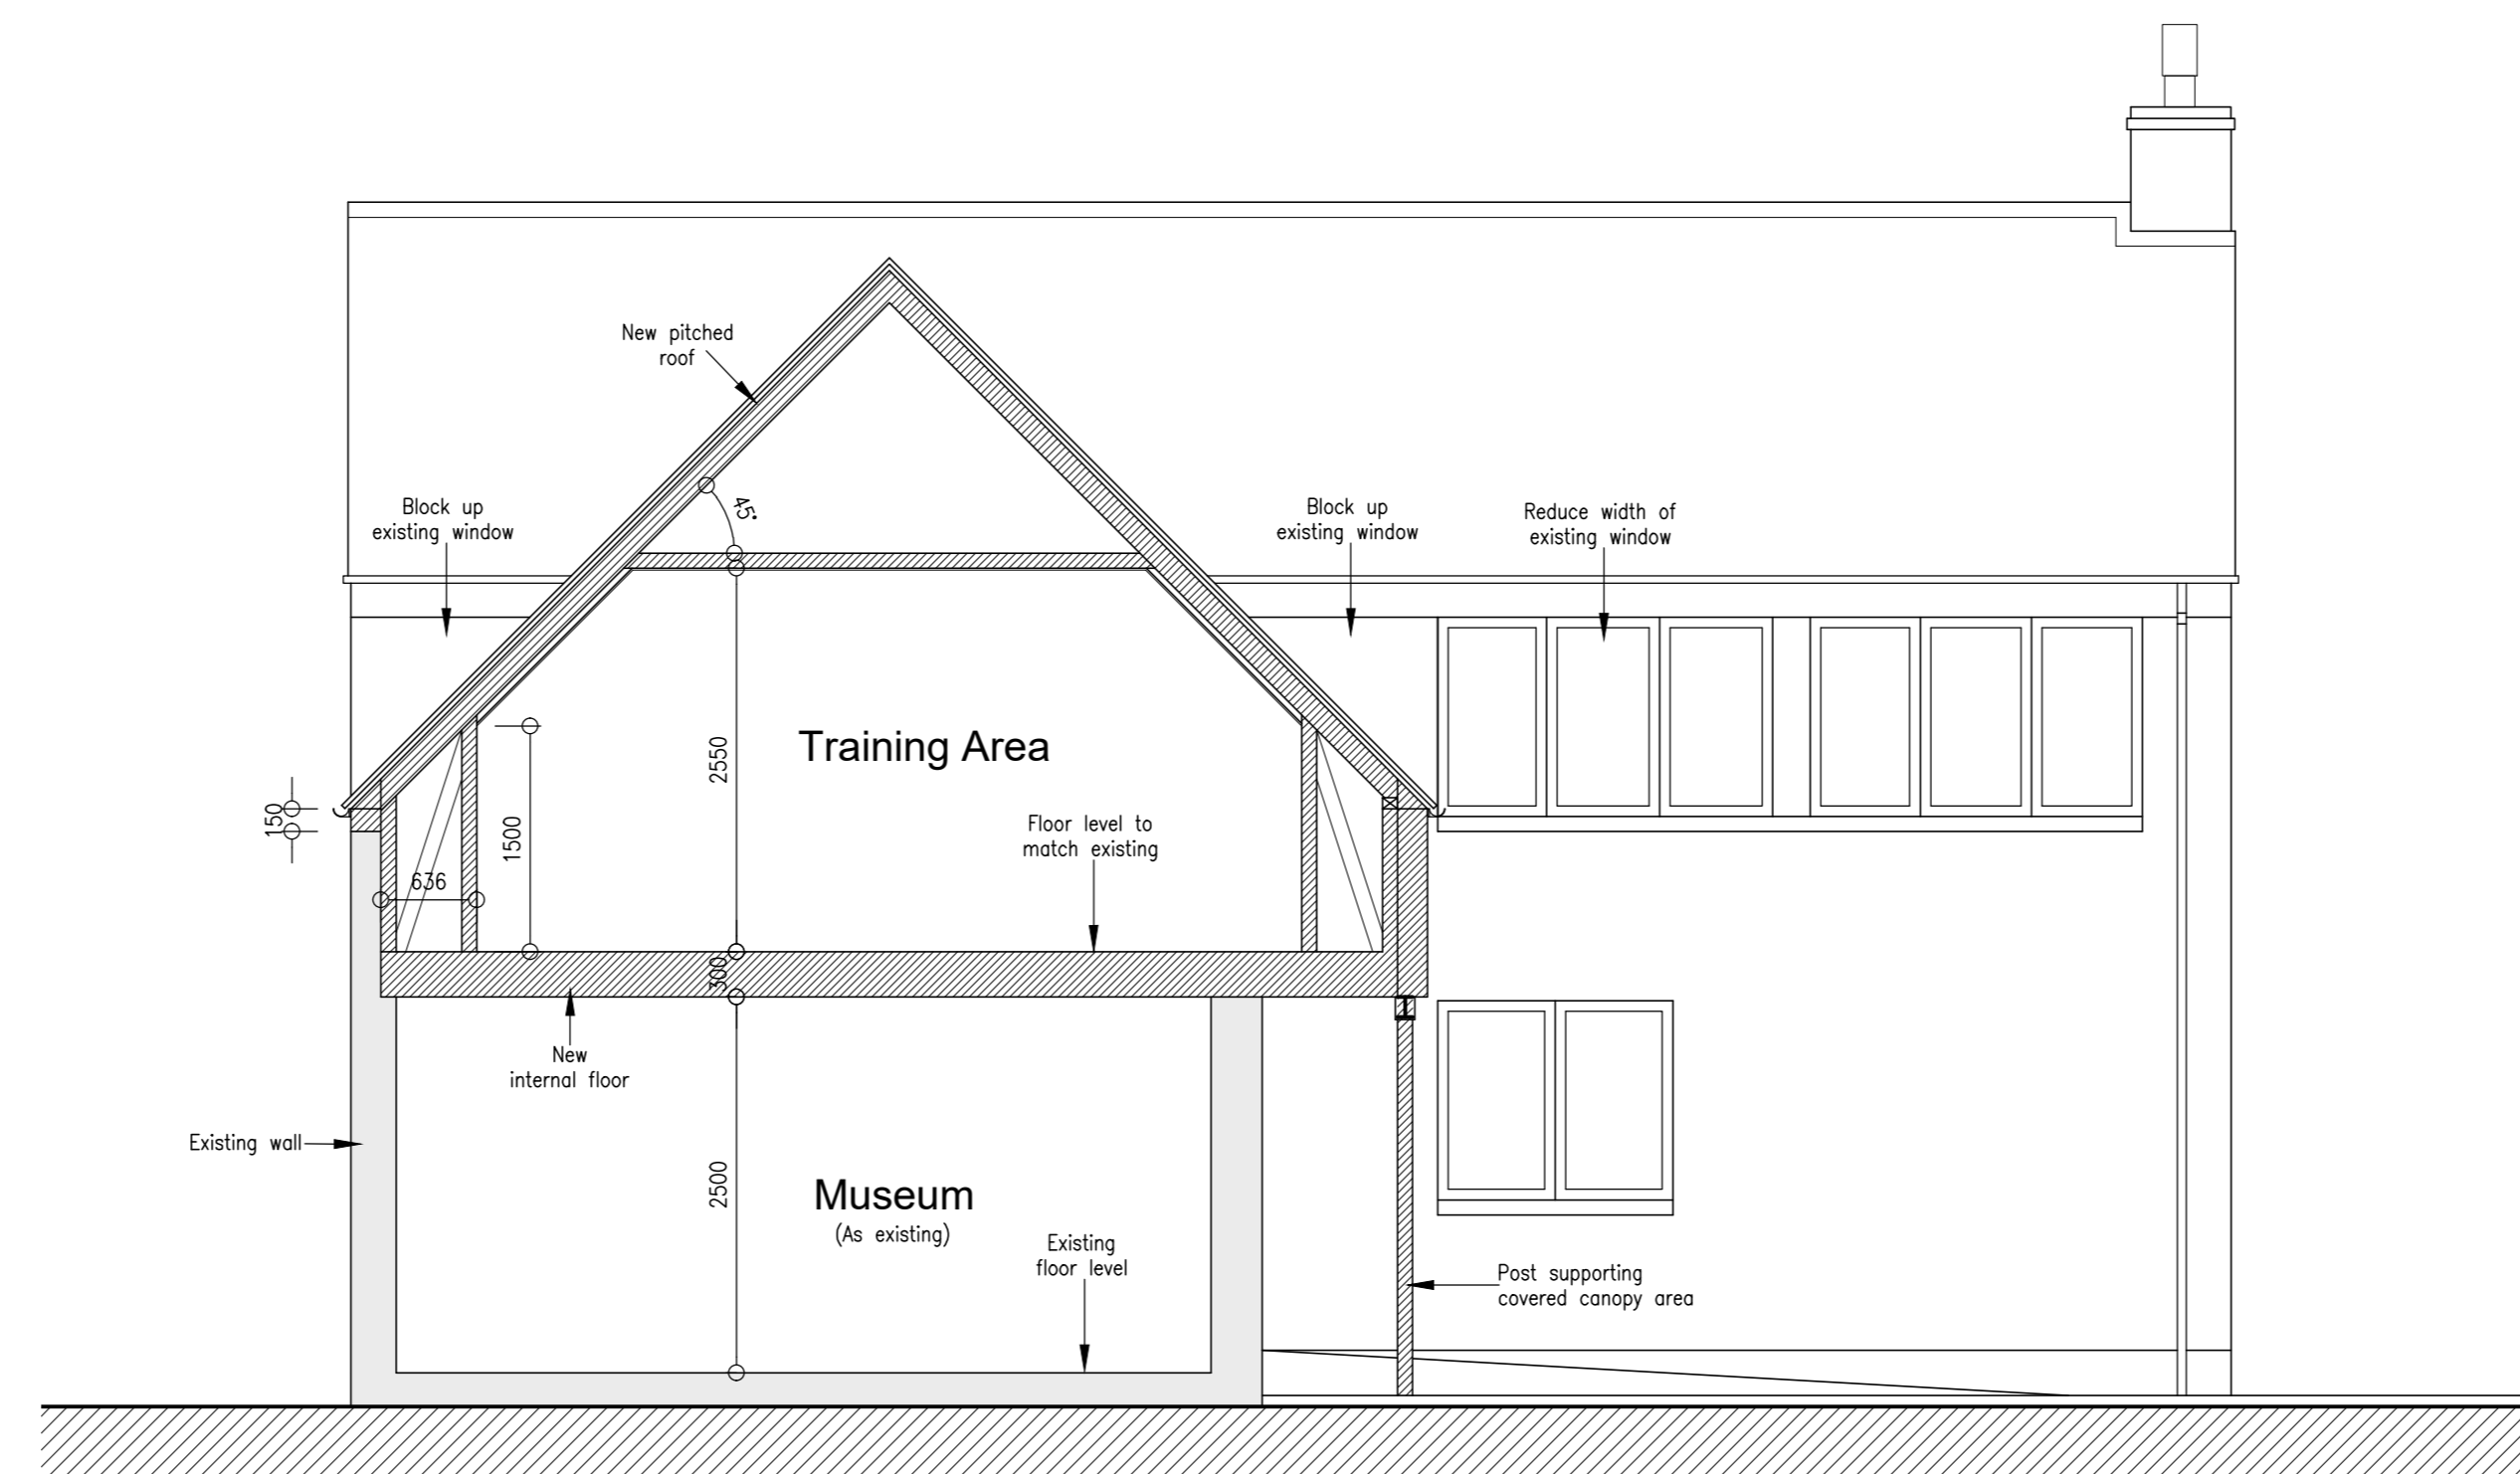 New pitched
roof
45°
Block up
existing window
Block up
existing window
Reduce width of
existing window
Training Area
2550
150
1500
Floor level to
match existing
636
300
New
internal floor
Existing wall
2500
Museum
(As existing)
Existing
floor level
Post supporting
covered canopy area